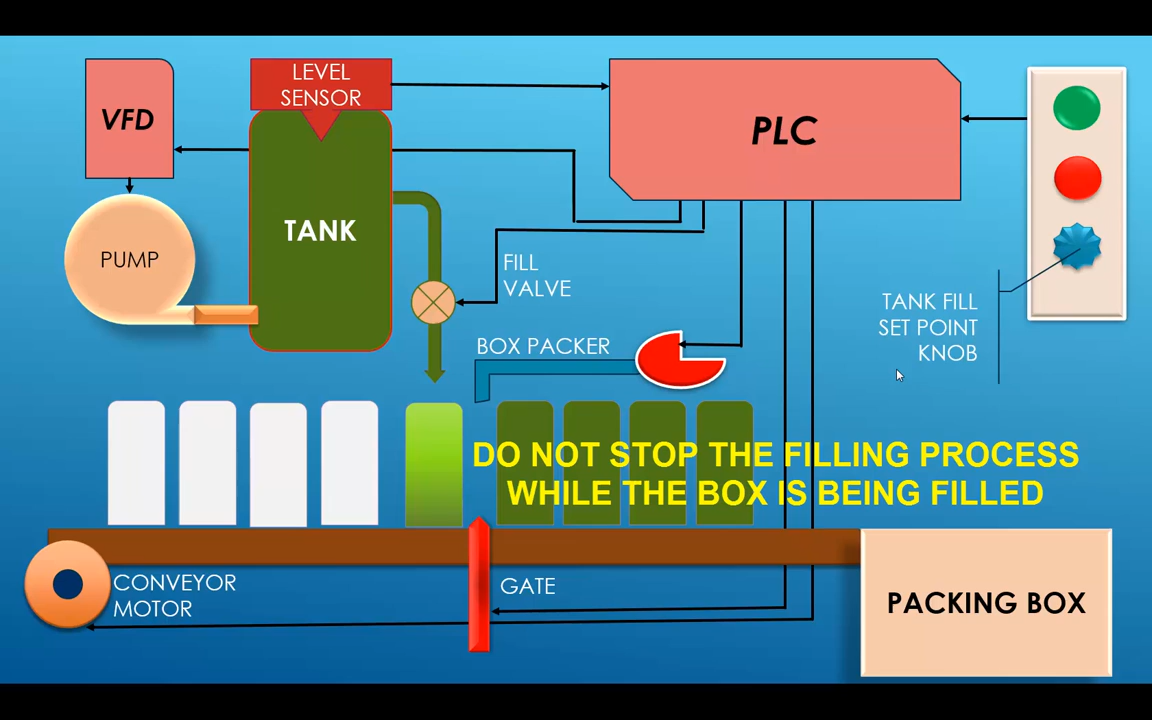 VFD
LEVEL
SENSOR
PLC
TANK
PUMP
FILL
VALVE
TANK FILL
SET POINT
KNOB
BOX PACKER
DO NOT STOP THE FILLING PROCESS
WHILE THE BOX IS BEING FILLED
CONVEYOR
MOTOR
GATE
PACKING BOX